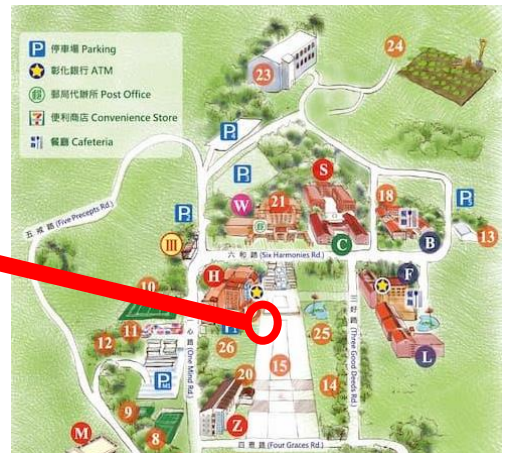 P 停車場 Parking
彰化銀行 ATM
郵 郵局代辦所 Post Office
7 便利商店 Convenience Store
餐廳 Cafeteria
24
23
P
P
S
W
21
18
P
P
郵
C
B
13
III
五戒路 (Five Precepts Rd.)
六和路 (Six Harmonies Rd.)
H
F
10
25
11
P
一心路 (One Mind Rd.)
三好路 (Three Good Deeds Rd.)
12
26
L
15
P
20
14
9
8
Z
M
四恩路 (Four Graces Rd.)